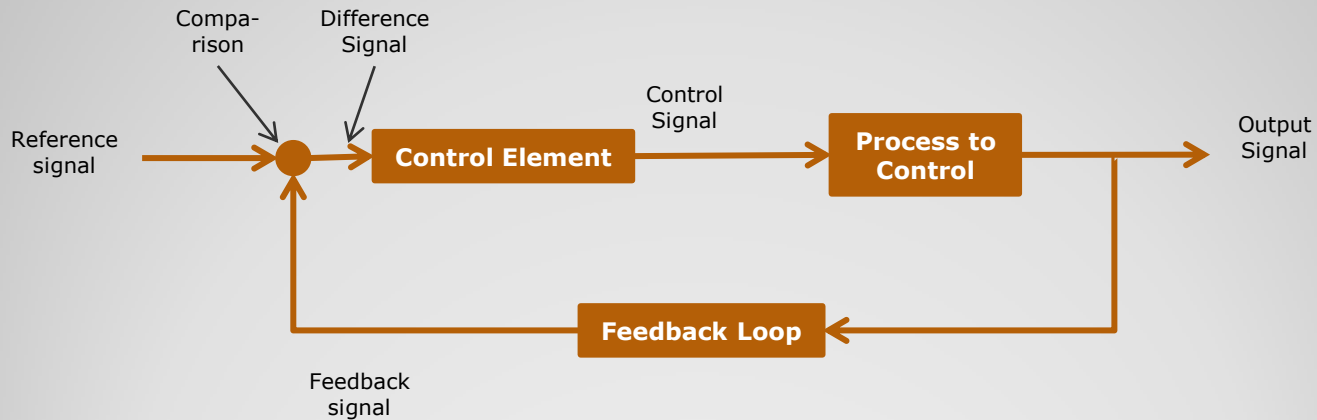 Compa-
rison
Difference
Signal
Reference
signal
Control Element
Control
Signal
Process to
Control
Output
Signal
Feedback Loop
Feedback
signal